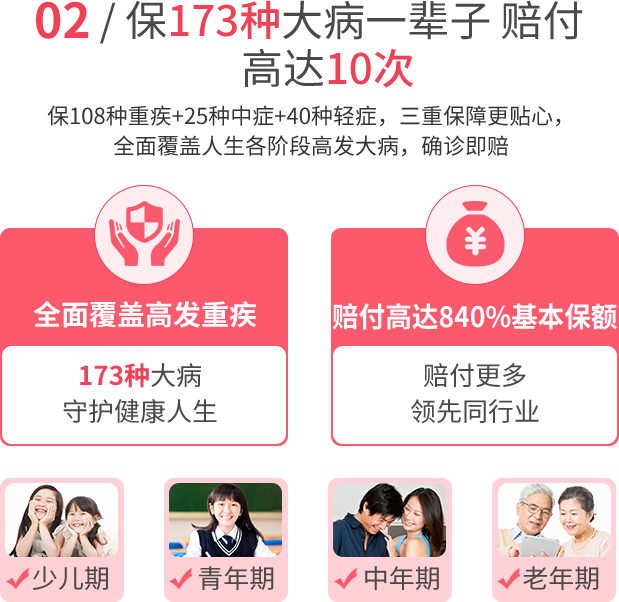 02 / 保173种大病一辈子 赔付
高达10次
保108种重疾+25种中症+40种轻症，三重保障更贴心，
全面覆盖人生各阶段高发大病，确诊即赔
¥
全面覆盖高发重疾
173种大病
守护健康人生
赔付高达840%基本保额
赔付更多
领先同行业
少儿期
青年期
中年期
老年期